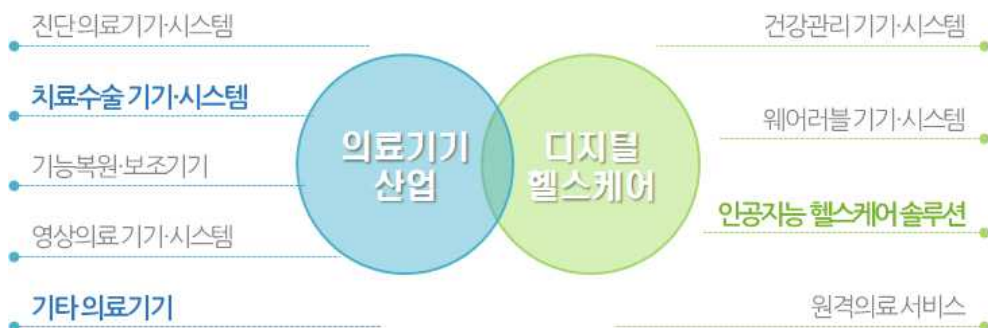 진단의료기기·시스템
치료수술 기기·시스템
기능복원·보조기기
영상의료 기기·시스템
기타 의료기기
의료기기
산업
디지털
헬스케어
건강관리 기기·시스템
웨어러블 기기·시스템
인공지능 헬스케어 솔루션
원격의료 서비스